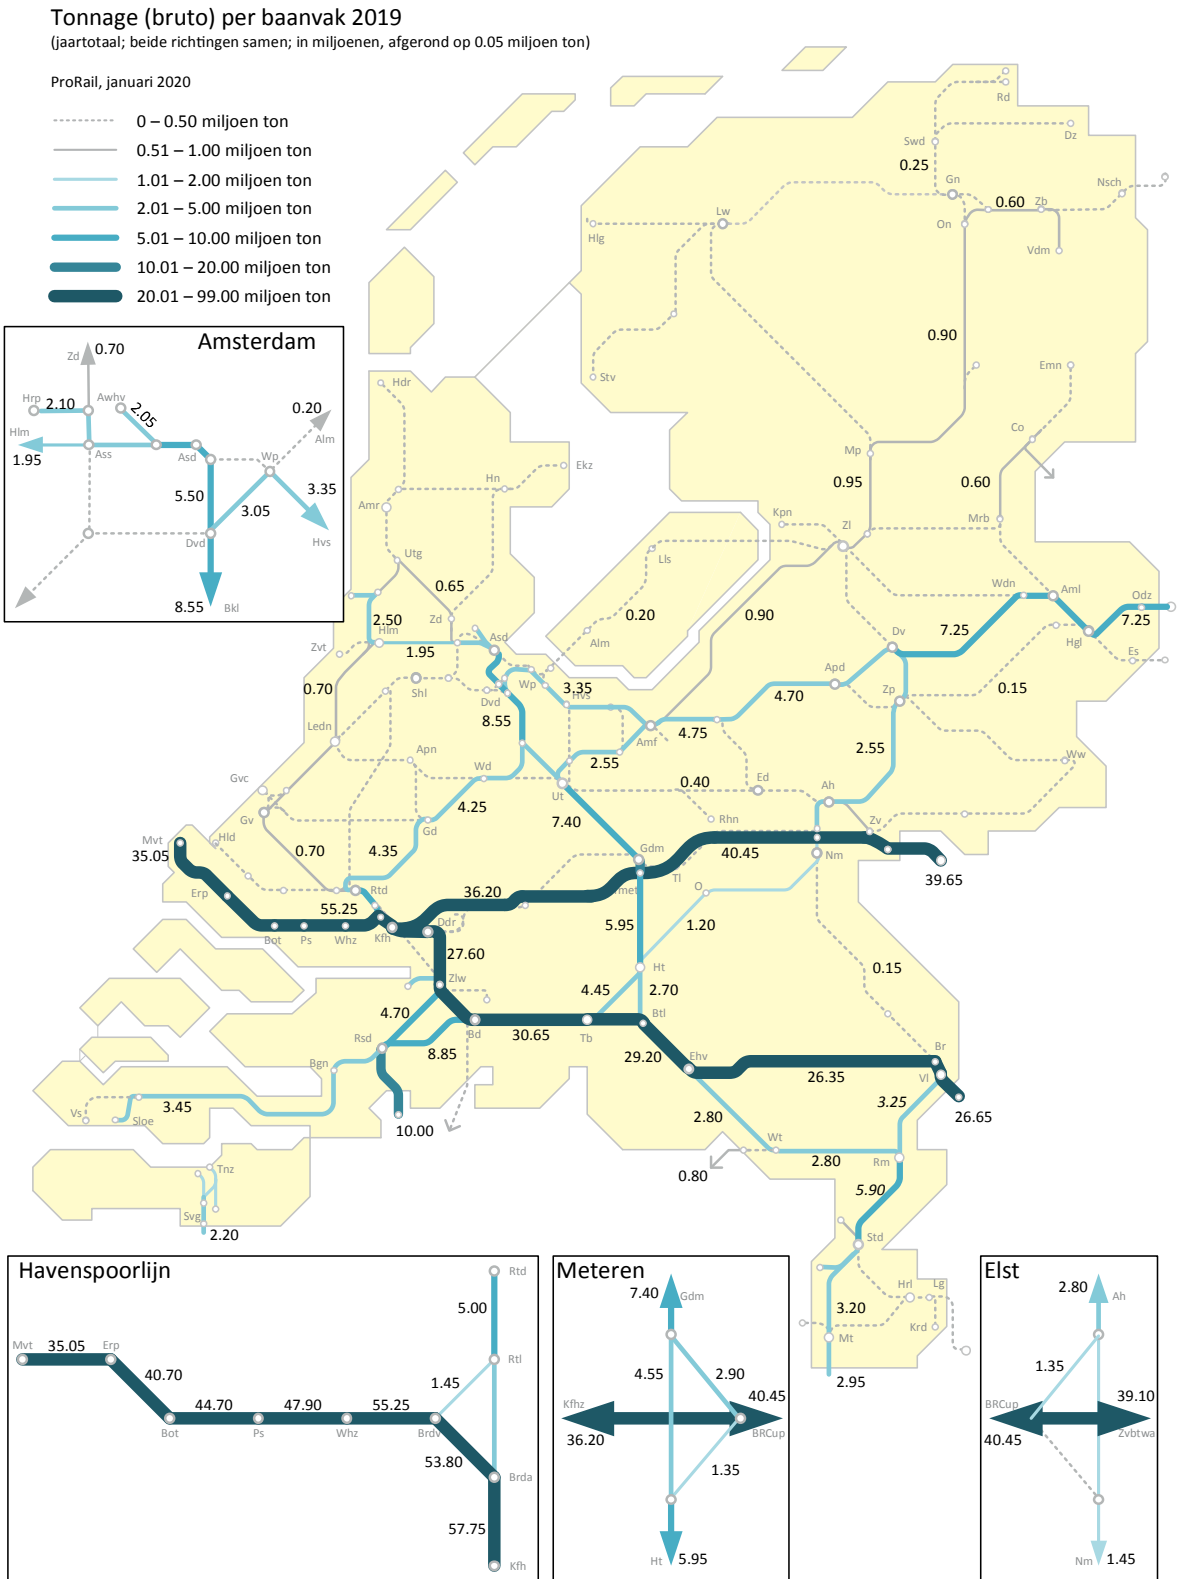 Tonnage (bruto) per baanvak 2019
(jaartotaal; beide richtingen samen; in miljoenen, afgerond op 0.05 miljoen ton)
ProRail, januari 2020
0 – 0.50 miljoen ton
0.51 – 1.00 miljoen ton
1.01 – 2.00 miljoen ton
2.01 – 5.00 miljoen ton
5.01 – 10.00 miljoen ton
10.01 – 20.00 miljoen ton
20.01 – 99.00 miljoen ton
Rd
Swd
Dz
0.25
Gn
Nsch
0.60
Zb
Lw
Hlg
On
Vdm
0.90
Stv
Emn
Hdr
Co
Mp
Ekz
0.95
0.60
Hn
Amr
Kpn
Zl
Mrb
Utg
Lls
0.65
0.20
0.90
Wdn
Aml
Odz
7.25
7.25
2.50
Zd
Hlm
Asd
Alm
Dv
Hgl
Zvt
1.95
Es
0.70
Shl
Wp
3.35
Apd
4.70
Zp
0.15
Dvd
Hvs
Ledn
8.55
Amf
4.75
2.55
Apn
2.55
Ww
Wd
Gvc
Ut
0.40
Ed
Ah
4.25
Gv
Gd
7.40
Rhn
Zv
Mvt
Hld
35.05
0.70
4.35
Gdm
40.45
Nm
39.65
met
Tl
Erp
Rtd
36.20
O
55.25
Bot
Ps
Whz
Kfh
Ddr
5.95
1.20
27.60
Ht
0.15
Zlw
4.45
2.70
4.70
Btl
Rsd
Bd
30.65
Tb
8.85
29.20
Br
Bgn
Ehv
26.35
Vl
3.45
3.25
26.65
Vs
Sloe
10.00
2.80
Wt
2.80
Rm
0.80
Tnz
5.90
Svg
2.20
Std
Hrl
Lg
3.20
Krd
Mt
2.95
Amsterdam
Zd
0.70
Hrp
2.10
Awhv
2.05
0.20
Hlm
Alm
1.95
Ass
Asd
Wp
5.50
3.35
3.05
Dvd
Hvs
8.55
Bkl
Havenspoorlijn
Rtd
5.00
Mvt
35.05
Erp
Rtl
40.70
1.45
44.70
47.90
55.25
Bot
Ps
Whz
Brdv
53.80
Brda
57.75
Kfh
Meteren
7.40
Gdm
4.55
2.90
Kfhz
40.45
36.20
BRCup
1.35
Ht
5.95
Elst
2.80
Ah
1.35
39.10
BRCup
40.45
Zvbtwa
Nm
1.45